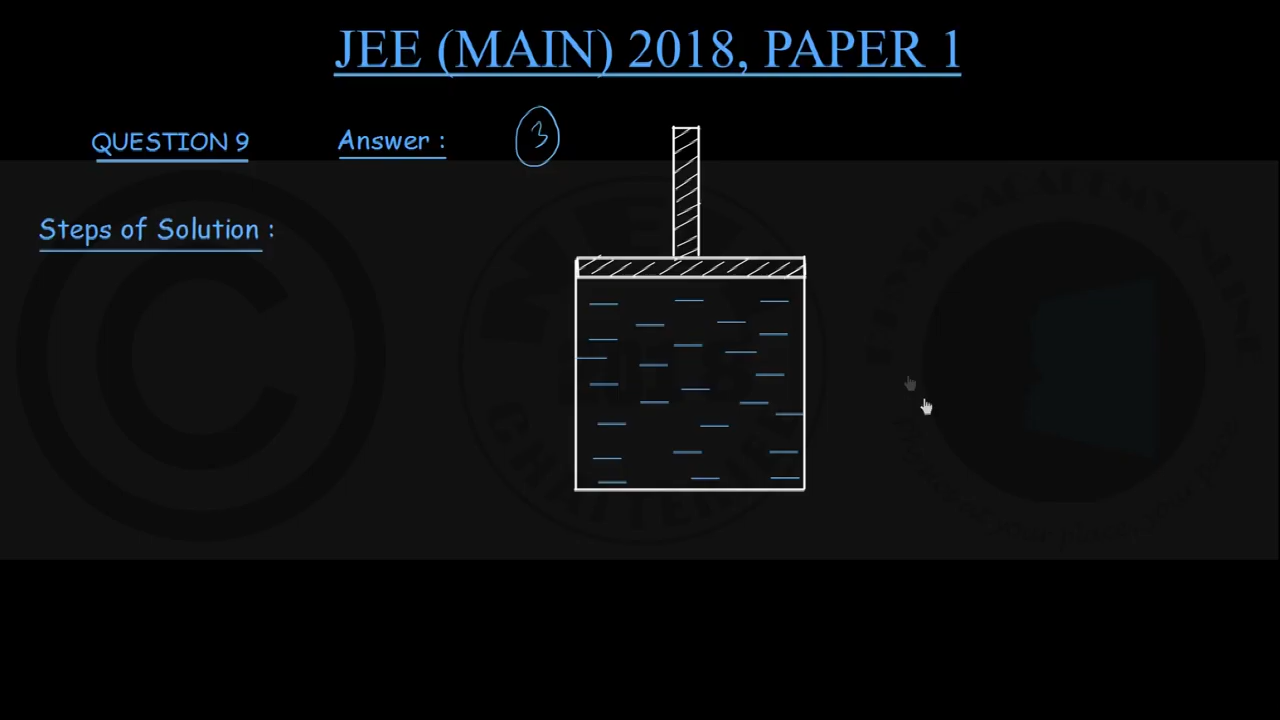 JEE (MAIN) 2018, PAPER 1
QUESTION 9 Answer : 3
Steps of Solution :